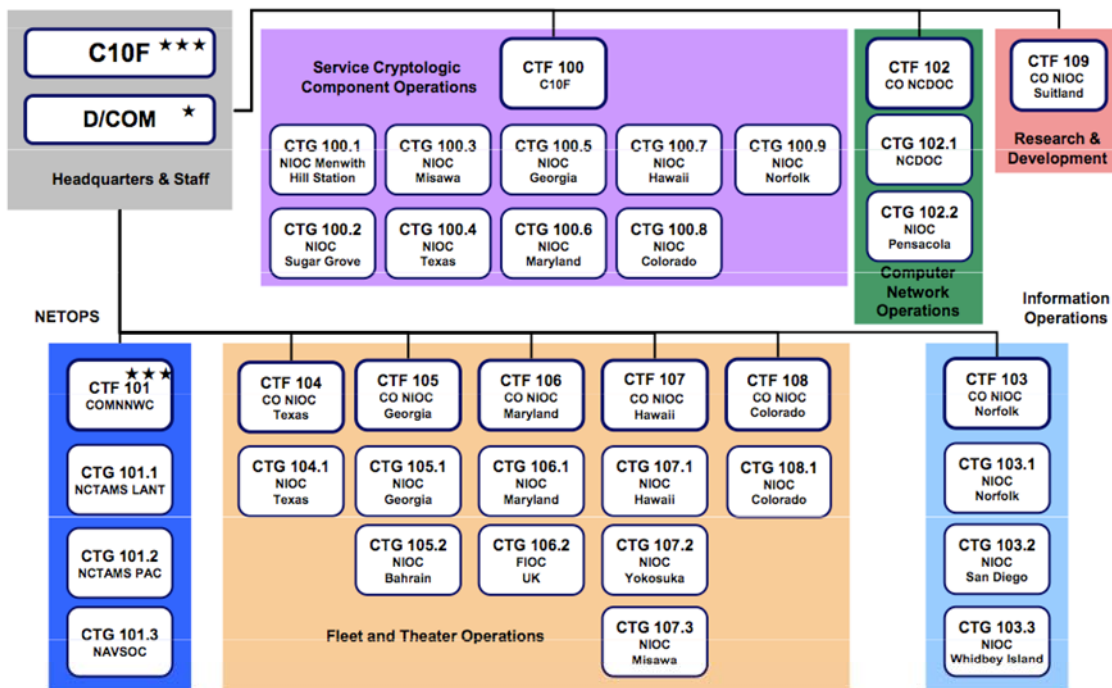 C10F ★★★
D/COM ★
Headquarters & Staff
Service Cryptologic
Component Operations
CTF 100
C10F
CTG 100.1
NIOC Menwith
Hill Station
CTG 100.3
NIOC
Misawa
CTG 100.5
NIOC
Georgia
CTG 100.7
NIOC
Hawaii
CTG 100.9
NIOC
Norfolk
CTG 100.2
NIOC
Sugar Grove
CTG 100.4
NIOC
Texas
CTG 100.6
NIOC
Maryland
CTG 100.8
NIOC
Colorado
CTF 102
CO NCDOC
CTG 102.1
NCDOC
CTG 102.2
NIOC
Pensacola
Computer
Network
Operations
CTF 109
CO NIOC
Suitland
Research &
Development
NETOPS
★★★
CTF 101
COMNNWC
CTG 101.1
NCTAMS LANT
CTG 101.2
NCTAMS PAC
CTG 101.3
NAVSOC
CTF 104
CO NIOC
Texas
CTF 105
CO NIOC
Georgia
CTF 106
CO NIOC
Maryland
CTF 107
CO NIOC
Hawaii
CTF 108
CO NIOC
Colorado
CTG 104.1
NIOC
Texas
CTG 105.1
NIOC
Georgia
CTG 106.1
NIOC
Maryland
CTG 107.1
NIOC
Hawaii
CTG 108.1
NIOC
Colorado
CTG 105.2
NIOC
Bahrain
CTG 106.2
FIOC
UK
CTG 107.2
NIOC
Yokosuka
CTG 107.3
NIOC
Misawa
Fleet and Theater Operations
Information
Operations
CTF 103
CO NIOC
Norfolk
CTG 103.1
NIOC
Norfolk
CTG 103.2
NIOC
San Diego
CTG 103.3
NIOC
Whidbey Island